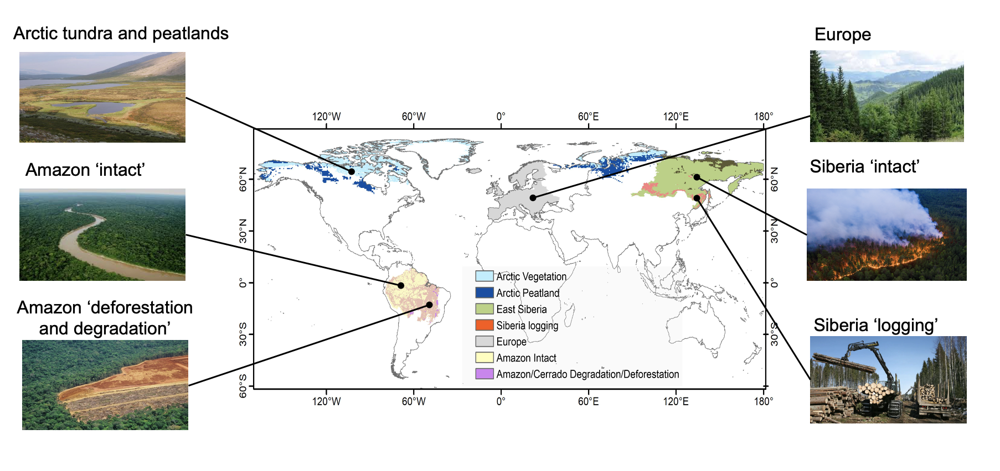 Arctic tundra and peatlands
Europe
Amazon ‘intact’
Siberia ‘intact’
Amazon ‘deforestation
and degradation’
Siberia ‘logging’
120°W 60°W 0° 60°E 120°E 180°
60°N
30°N
0°
30°S
60°S
60°N
30°N
0°
30°S
Arctic Vegetation
Arctic Peatland
East Siberia
Siberia logging
Europe
Amazon Intact
Amazon/Cerrado Degradation/Deforestation
120°W 60°W 0° 60°E 120°E 180°